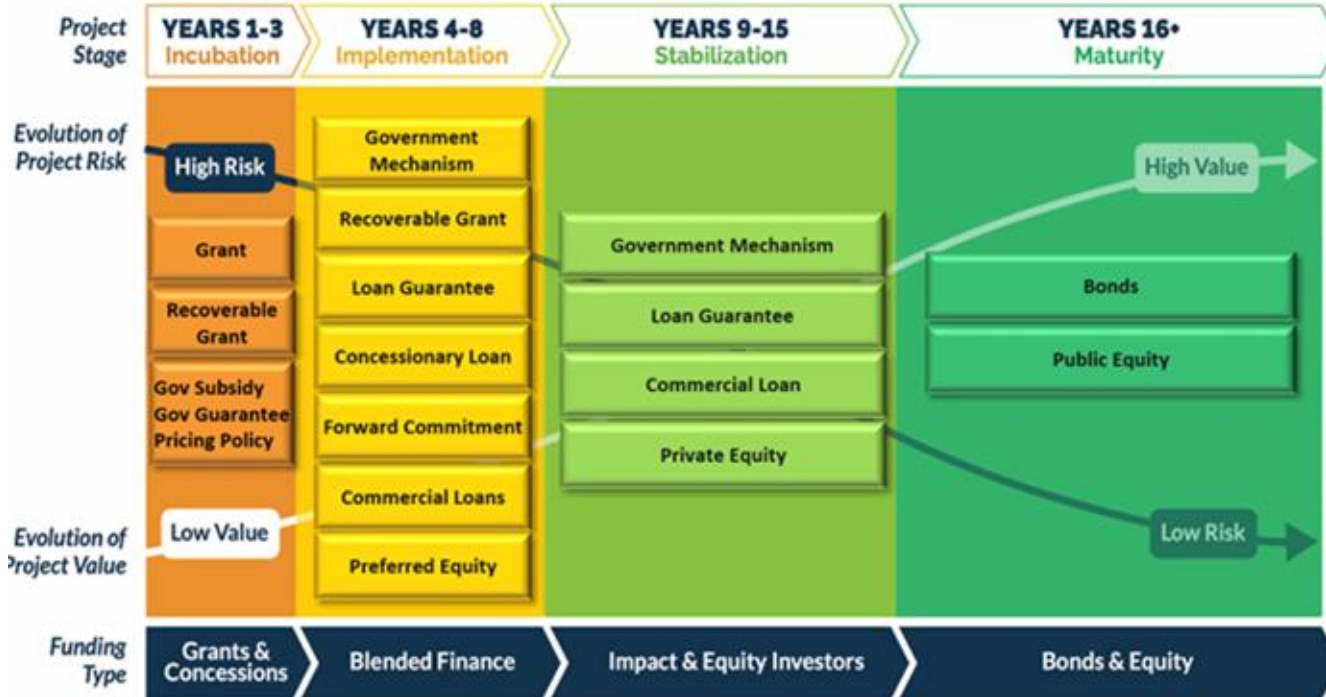 Project
Stage
YEARS 1-3
Incubation
YEARS 4-8
Implementation
YEARS 9-15
Stabilization
YEARS 16+
Maturity
Evolution of
Project Risk
High Risk
Grant
Recoverable
Grant
Gov Subsidy
Gov Guarantee
Pricing Policy
Low Value
Government
Mechanism
Recoverable Grant
Loan Guarantee
Concessionary Loan
Forward Commitment
Commercial Loans
Preferred Equity
Government Mechanism
Loan Guarantee
Commercial Loan
Private Equity
High Value
Bonds
Public Equity
Low Risk
Evolution of
Project Value
Funding
Type
Grants &
Concessions
Blended Finance
Impact & Equity Investors
Bonds & Equity